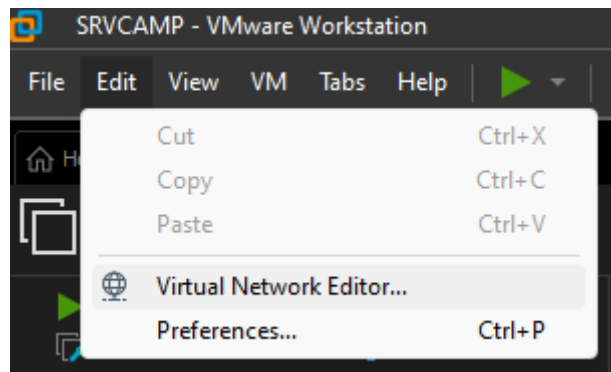 SRVCAMP - VMware Workstation
File Edit View VM Tabs Help
H
Cut Ctrl+X
Copy Ctrl+C
Paste Ctrl+V
Virtual Network Editor...
Preferences... Ctrl+P